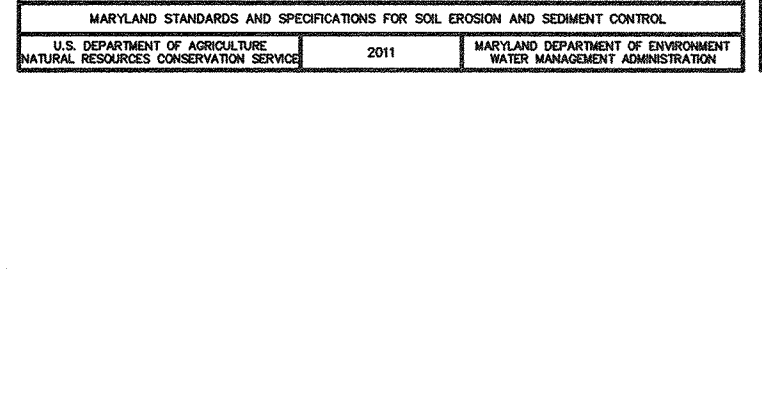 MARYLAND STANDARDS AND SPECIFICATIONS FOR SOIL EROSION AND SEDIMENT CONTROL
U.S. DEPARTMENT OF AGRICULTURE
NATURAL RESOURCES CONSERVATION SERVICE
2011
MARYLAND DEPARTMENT OF ENVIRONMENT
WATER MANAGEMENT ADMINISTRATION